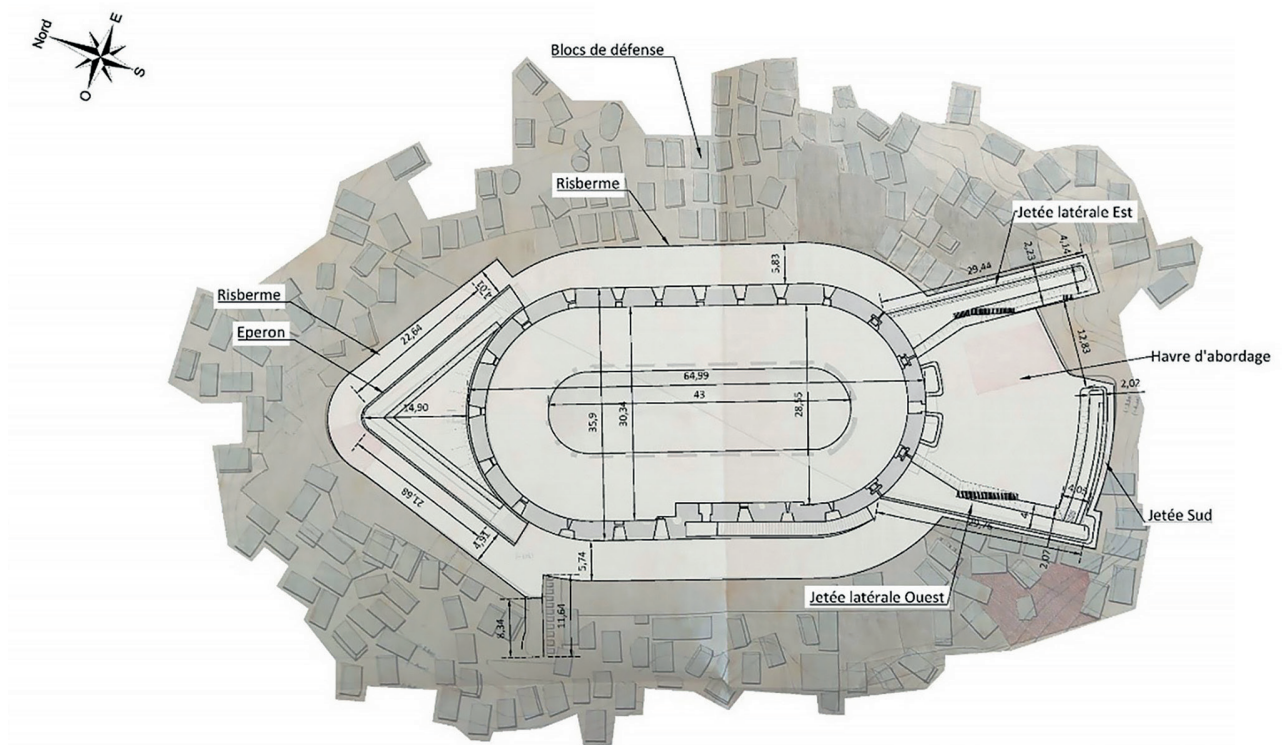 Nord
E
S
O
Blocs de défense
Risberme
Jetée latérale Est
4,14
2,23
29,44
5,83
Risberme
4,01
Eperon
22,64
12,83
Havre d'abordage
64,99
2,02
14,90
43
35,9
30,34
28,55
21,68
4,05
Jetée Sud
4,91
5,74
2,07
Jetée latérale Ouest
8,34
11,64